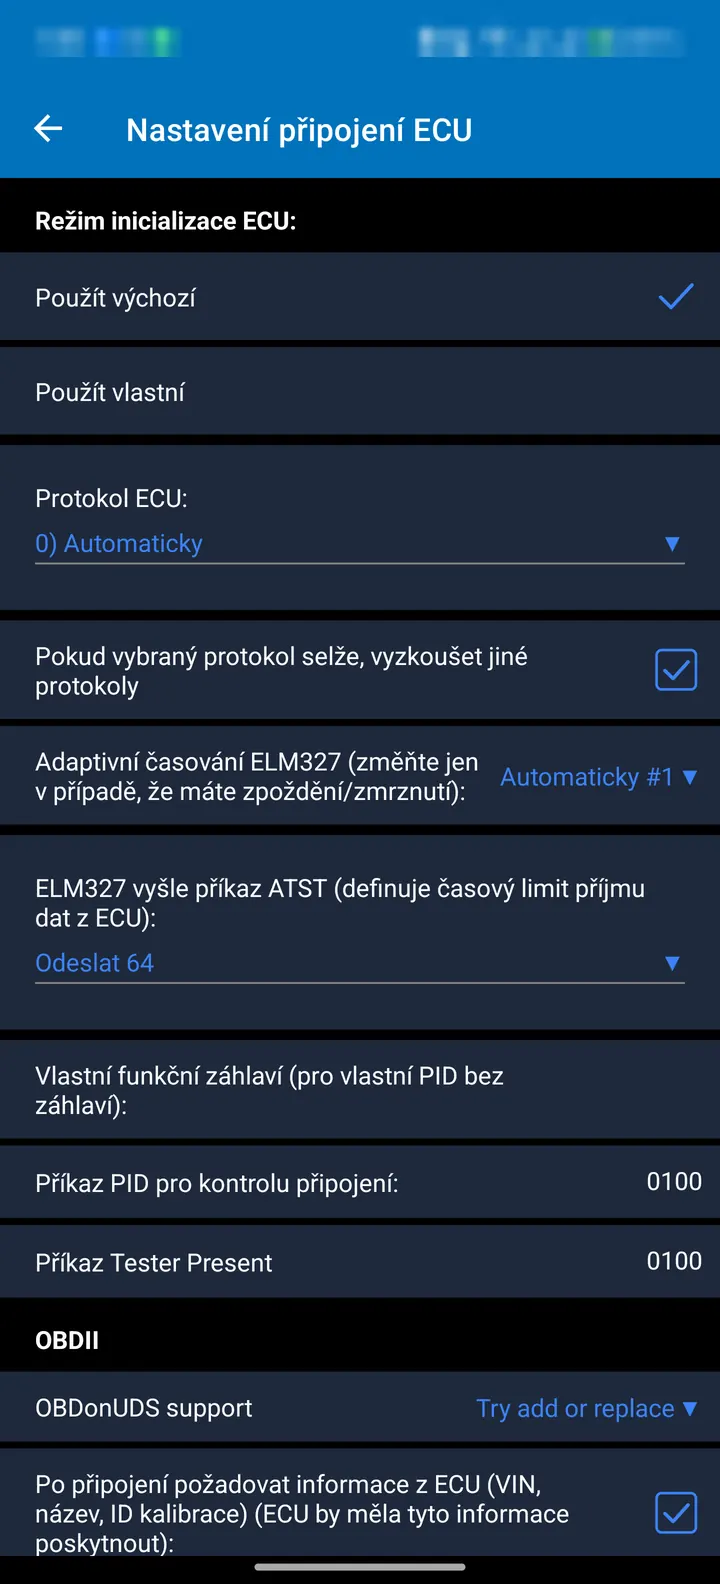 Nastavení připojení ECU
Režim inicializace ECU:
Použít výchozí
Použít vlastní
Protokol ECU:
0) Automaticky
Pokud vybraný protokol selže, vyzkoušet jiné
protokoly
Adaptivní časování ELM327 (změňte jen
v případě, že máte zpoždění/zmrznutí):
Automaticky #1
ELM327 vyšle příkaz ATST (definuje časový limit příjmu
dat z ECU):
Odeslat 64
Vlastní funkční záhlaví (pro vlastní PID bez
záhlaví):
Příkaz PID pro kontrolu připojení:
0100
Příkaz Tester Present
0100
OBDII
OBDonUDS support
Try add or replace
Po připojení požadovat informace z ECU (VIN,
název, ID kalibrace) (ECU by měla tyto informace
poskytnout):